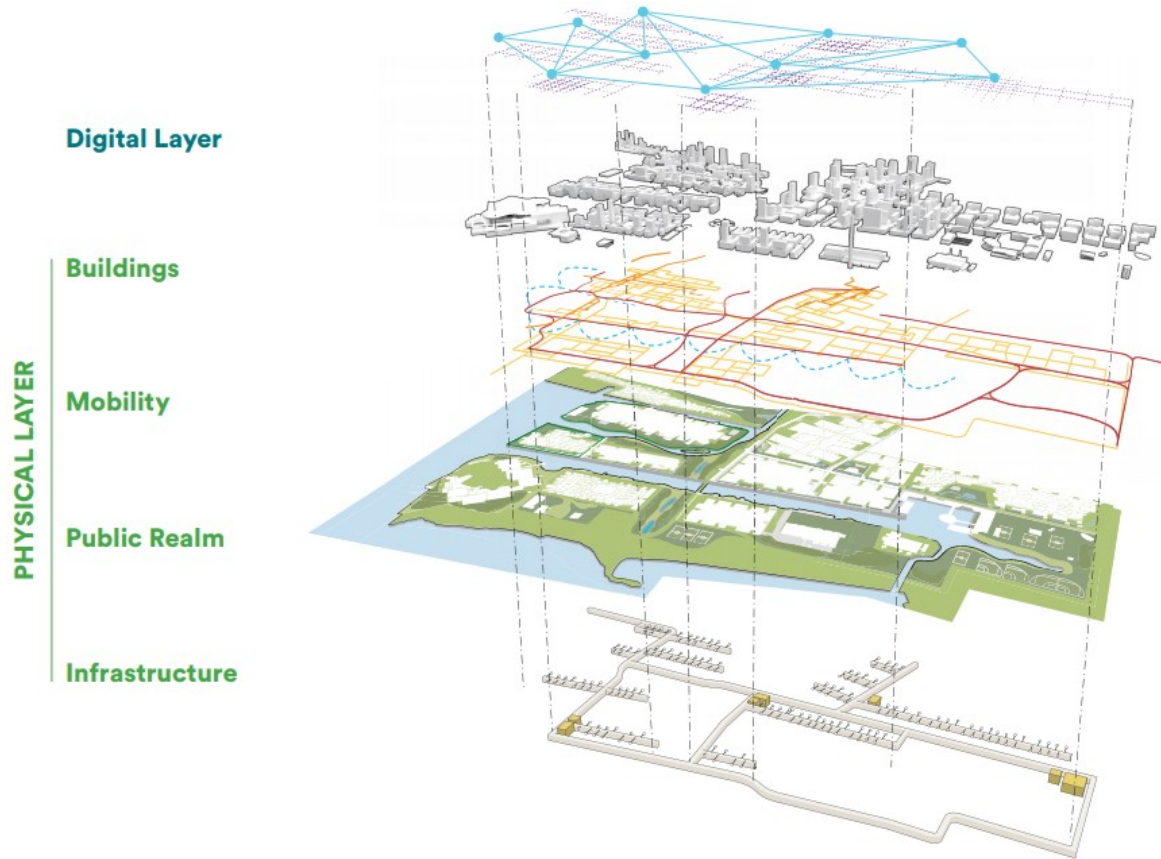 Digital Layer
Buildings
Mobility
Public Realm
Infrastructure
PHYSICAL LAYER